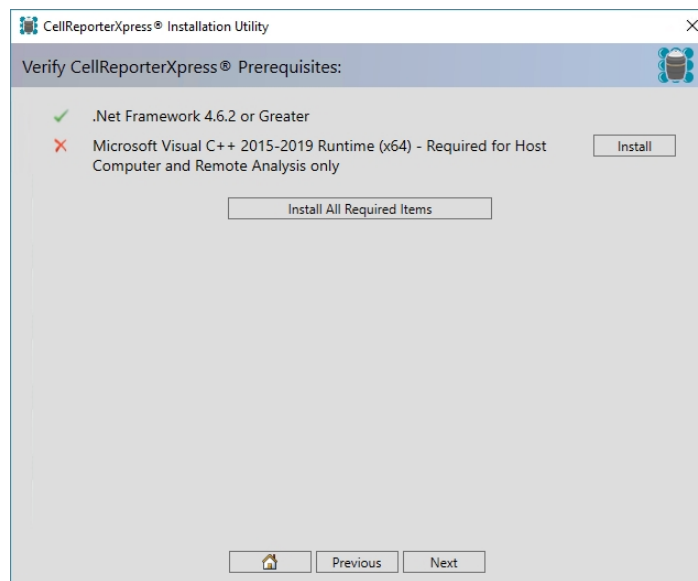 CellReporterXpress® Installation Utility
Verify CellReporterXpress® Prerequisites:
.Net Framework 4.6.2 or Greater
Microsoft Visual C++ 2015-2019 Runtime (x64) - Required for Host
Install
Computer and Remote Analysis only
Install All Required Items
Previous
Next